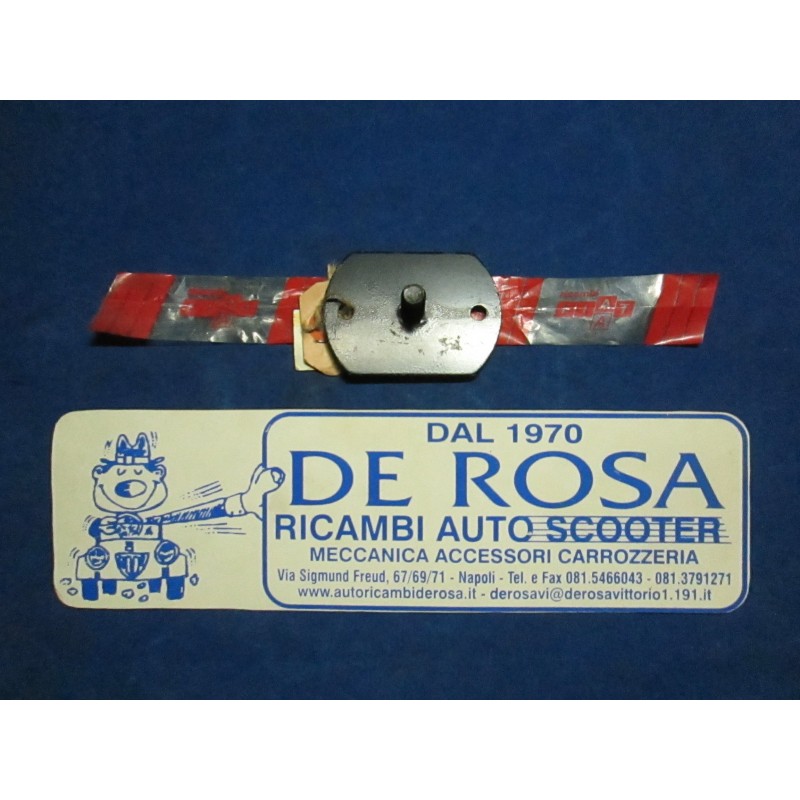 DAL 1970
DE ROSA
RICAMBI AUTO SCOOTER
MECCANICA ACCESSORI CARROZZERIA
Via Sigmund Freud, 67/69/71 - Napoli - Tel. e Fax 081.5466043 - 081.3791271
www.autoricambiderosa.it - derosavi@derosavittorio1.191.it